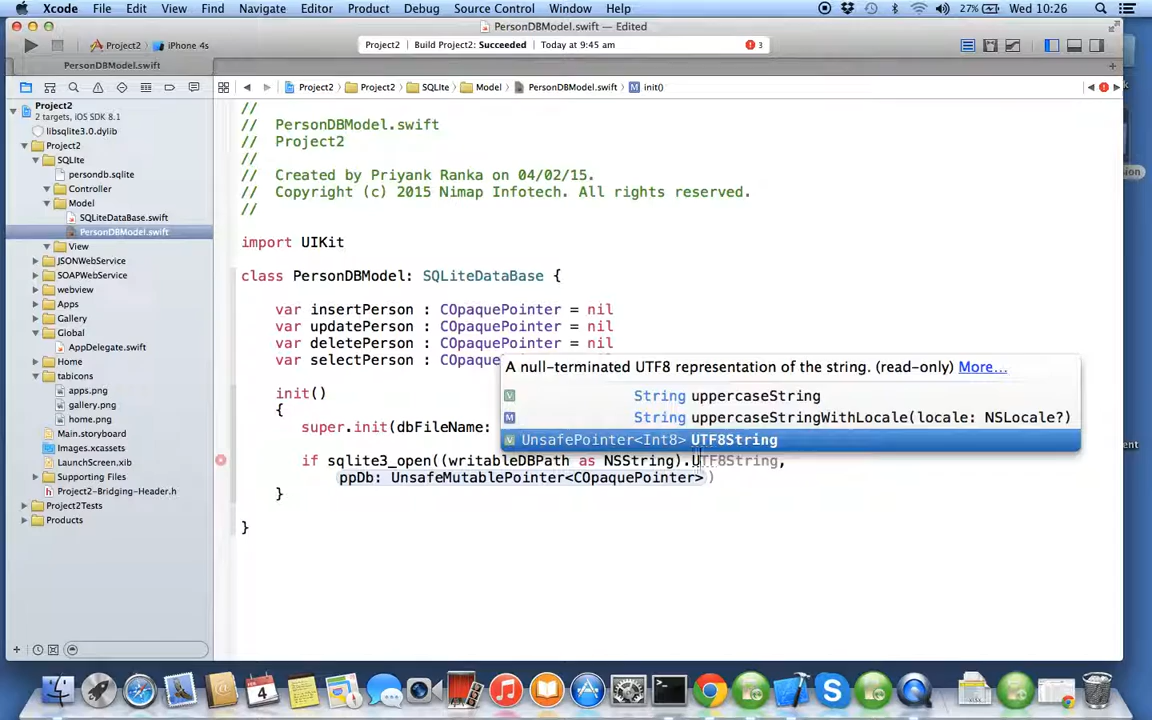 Xcode File Edit View Find Navigate Editor Product Debug Source Control Window Help 27% Wed 10:26
PersonDBModel.swift — Edited
Project2 iPhone 4s
Project2 Build Project2: Succeeded Today at 9:45 am 3
PersonDBModel.swift
Project2 Project2 SQLIte Model PersonDBModel.swift M init()
Project2
2 targets, iOS SDK 8.1
libsqlite3.0.dylib
Project2
SQLIte
persondb.sqlite
Controller
Model
SQLiteDataBase.swift
PersonDBModel.swift
View
JSONWebService
SOAPWebService
webview
Apps
Gallery
Global
AppDelegate.swift
Home
tabicons
apps.png
gallery.png
home.png
Main.storyboard
Images.xcassets
LaunchScreen.xib
Supporting Files
Project2-Bridging-Header.h
Project2Tests
Products
//
// PersonDBModel.swift
// Project2
//
// Created by Priyank Ranka on 04/02/15.
// Copyright (c) 2015 Nimap Infotech. All rights reserved.
//
import UIKit
class PersonDBModel: SQLiteDataBase {
var insertPerson : COpaquePointer = nil
var updatePerson : COpaquePointer = nil
var deletePerson : COpaquePointer = nil
var selectPerson : COpaquePointer = nil
init()
{
super.init(dbFileName:
if sqlite3_open((writableDBPath as NSString).UTF8String,
ppDb: UnsafeMutablePointer<COpaquePointer>)
}
}
A null-terminated UTF8 representation of the string. (read-only) More...
V String uppercaseString
M String uppercaseStringWithLocale(locale: NSLocale?)
V UnsafePointer<Int8> UTF8String